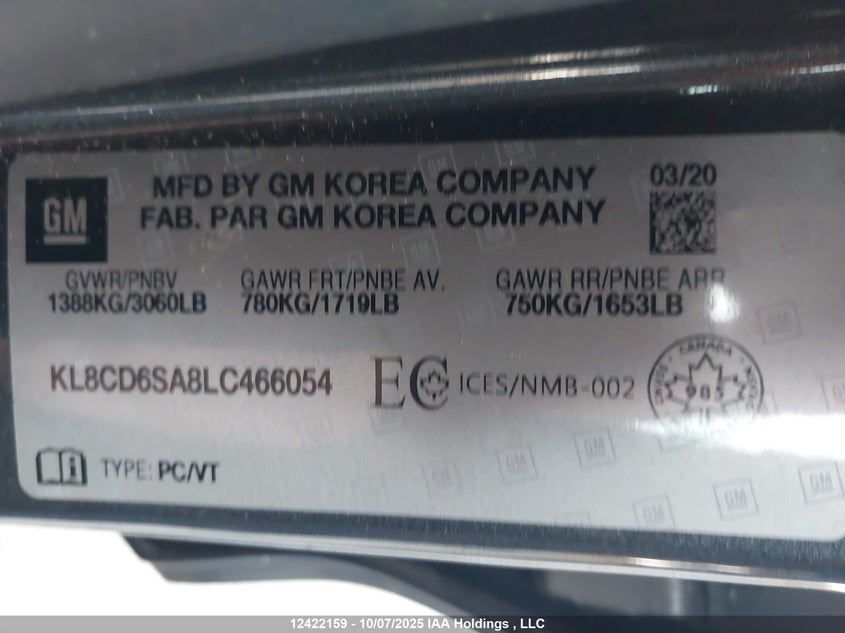 GM
MFD BY GM KOREA COMPANY
FAB. PAR GM KOREA COMPANY
03/20
GVWR/PNBV
GAWR FRT/PNBE AV.
GAWR RR/PNBE ARR
1388KG/3060LB
780KG/1719LB
750KG/1653LB
KL8CD6SA8LC466054
EC ICES/NMB-002
CANADA
985
TYPE: PC/VT
12422159 - 10/07/2025 IAA Holdings , LLC